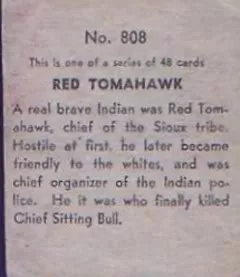 No. 808
This is one of a series of 48 cards
RED TOMAHAWK
A real brave Indian was Red Tom-
ahawk, chief of the Sioux tribe.
Hostile at first, he later became
friendly to the whites, and was
chief organizer of the Indian po-
lice. He it was who finally killed
Chief Sitting Bull.